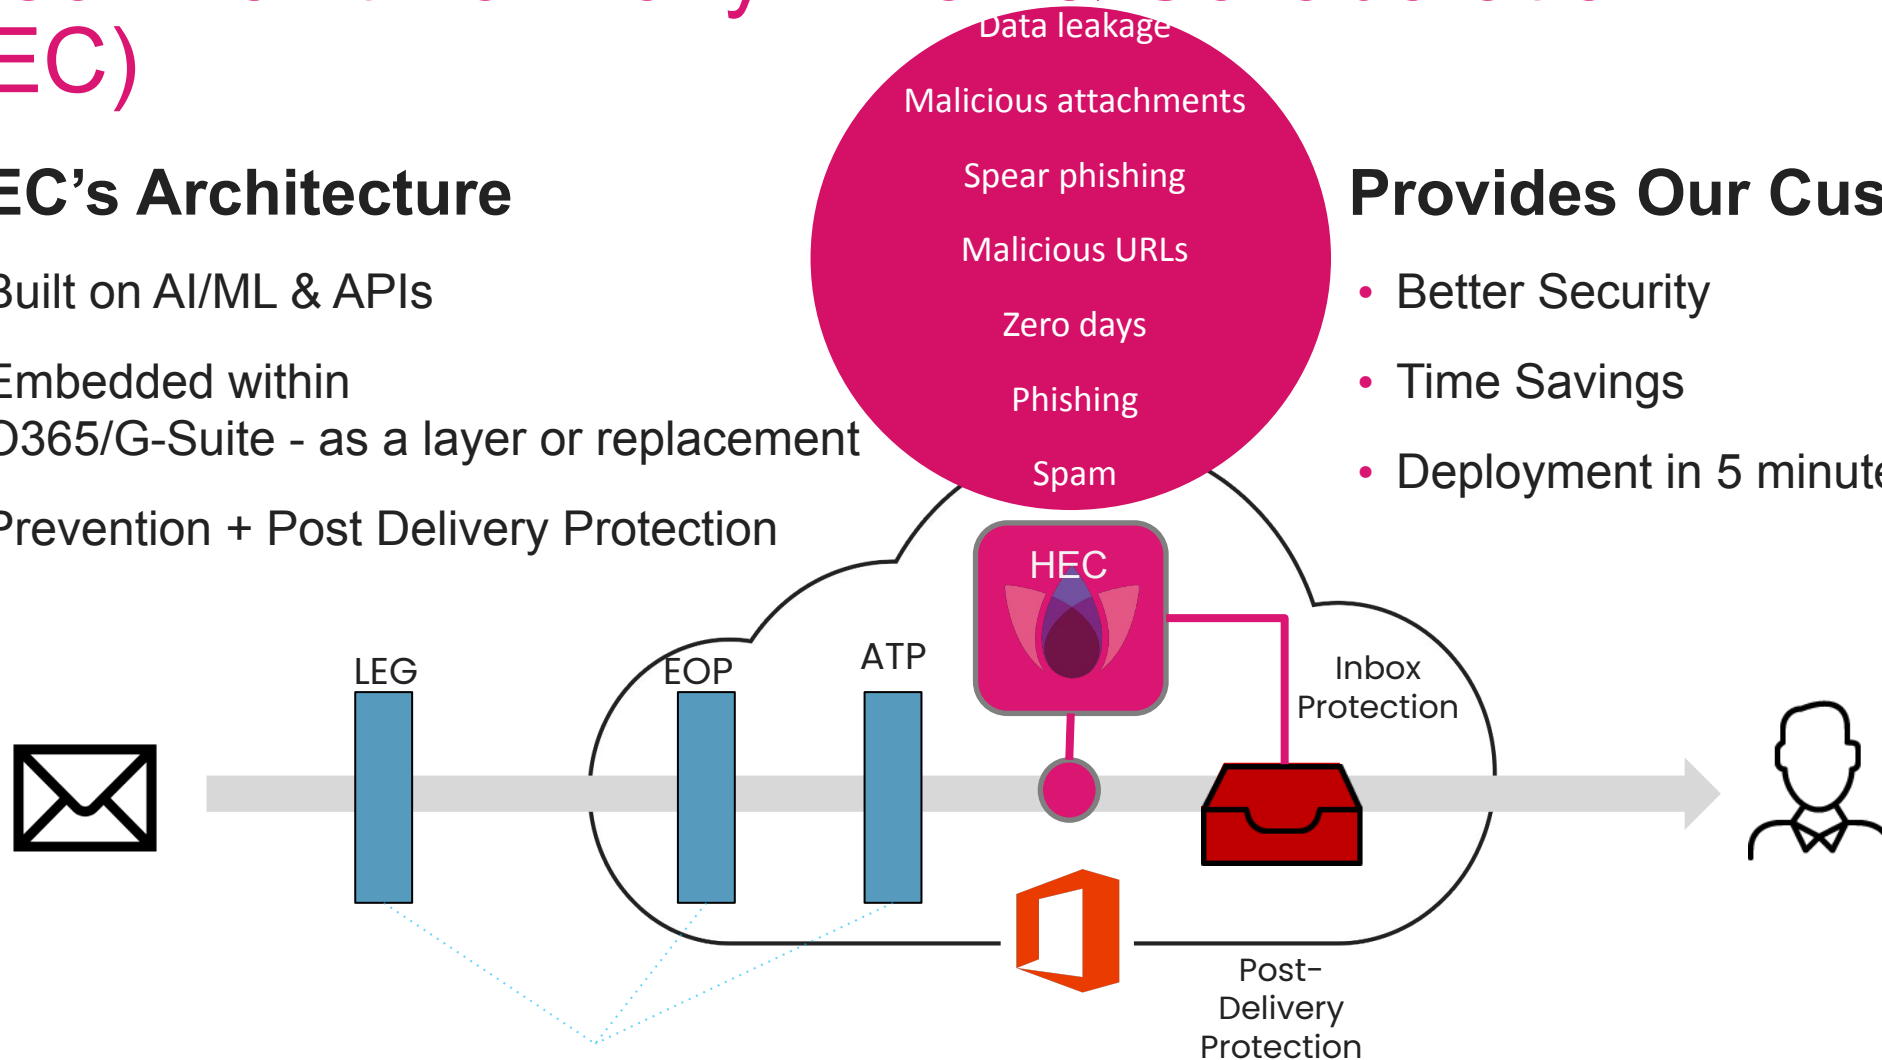 EC)
EC's Architecture
Built on AI/ML & APIs
Embedded within
O365/G-Suite - as a layer or replacement
Prevention + Post Delivery Protection
Data leakage
Malicious attachments
Spear phishing
Malicious URLs
Zero days
Phishing
Spam
Provides Our Cus
• Better Security
• Time Savings
• Deployment in 5 minute
HEC
LEG
EOP
ATP
Inbox
Protection
Post-
Delivery
Protection